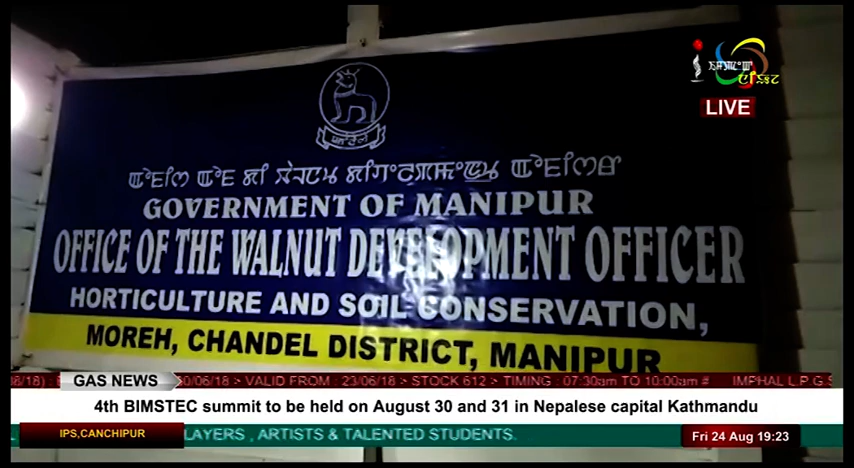 LIVE
GOVERNMENT OF MANIPUR
OFFICE OF THE WALNUT DEVELOPMENT OFFICER
HORTICULTURE AND SOIL CONSERVATION,
MOREH, CHANDEL DISTRICT, MANIPUR
GAS NEWS 30/06/18 > VALID FROM : 23/06/18 > STOCK 612 > TIMING : 07:30am TO 10:00am # IMPHAL L P G S
4th BIMSTEC summit to be held on August 30 and 31 in Nepalese capital Kathmandu
IPS,CANCHIPUR LAYERS , ARTISTS & TALENTED STUDENTS. Fri 24 Aug 19:23